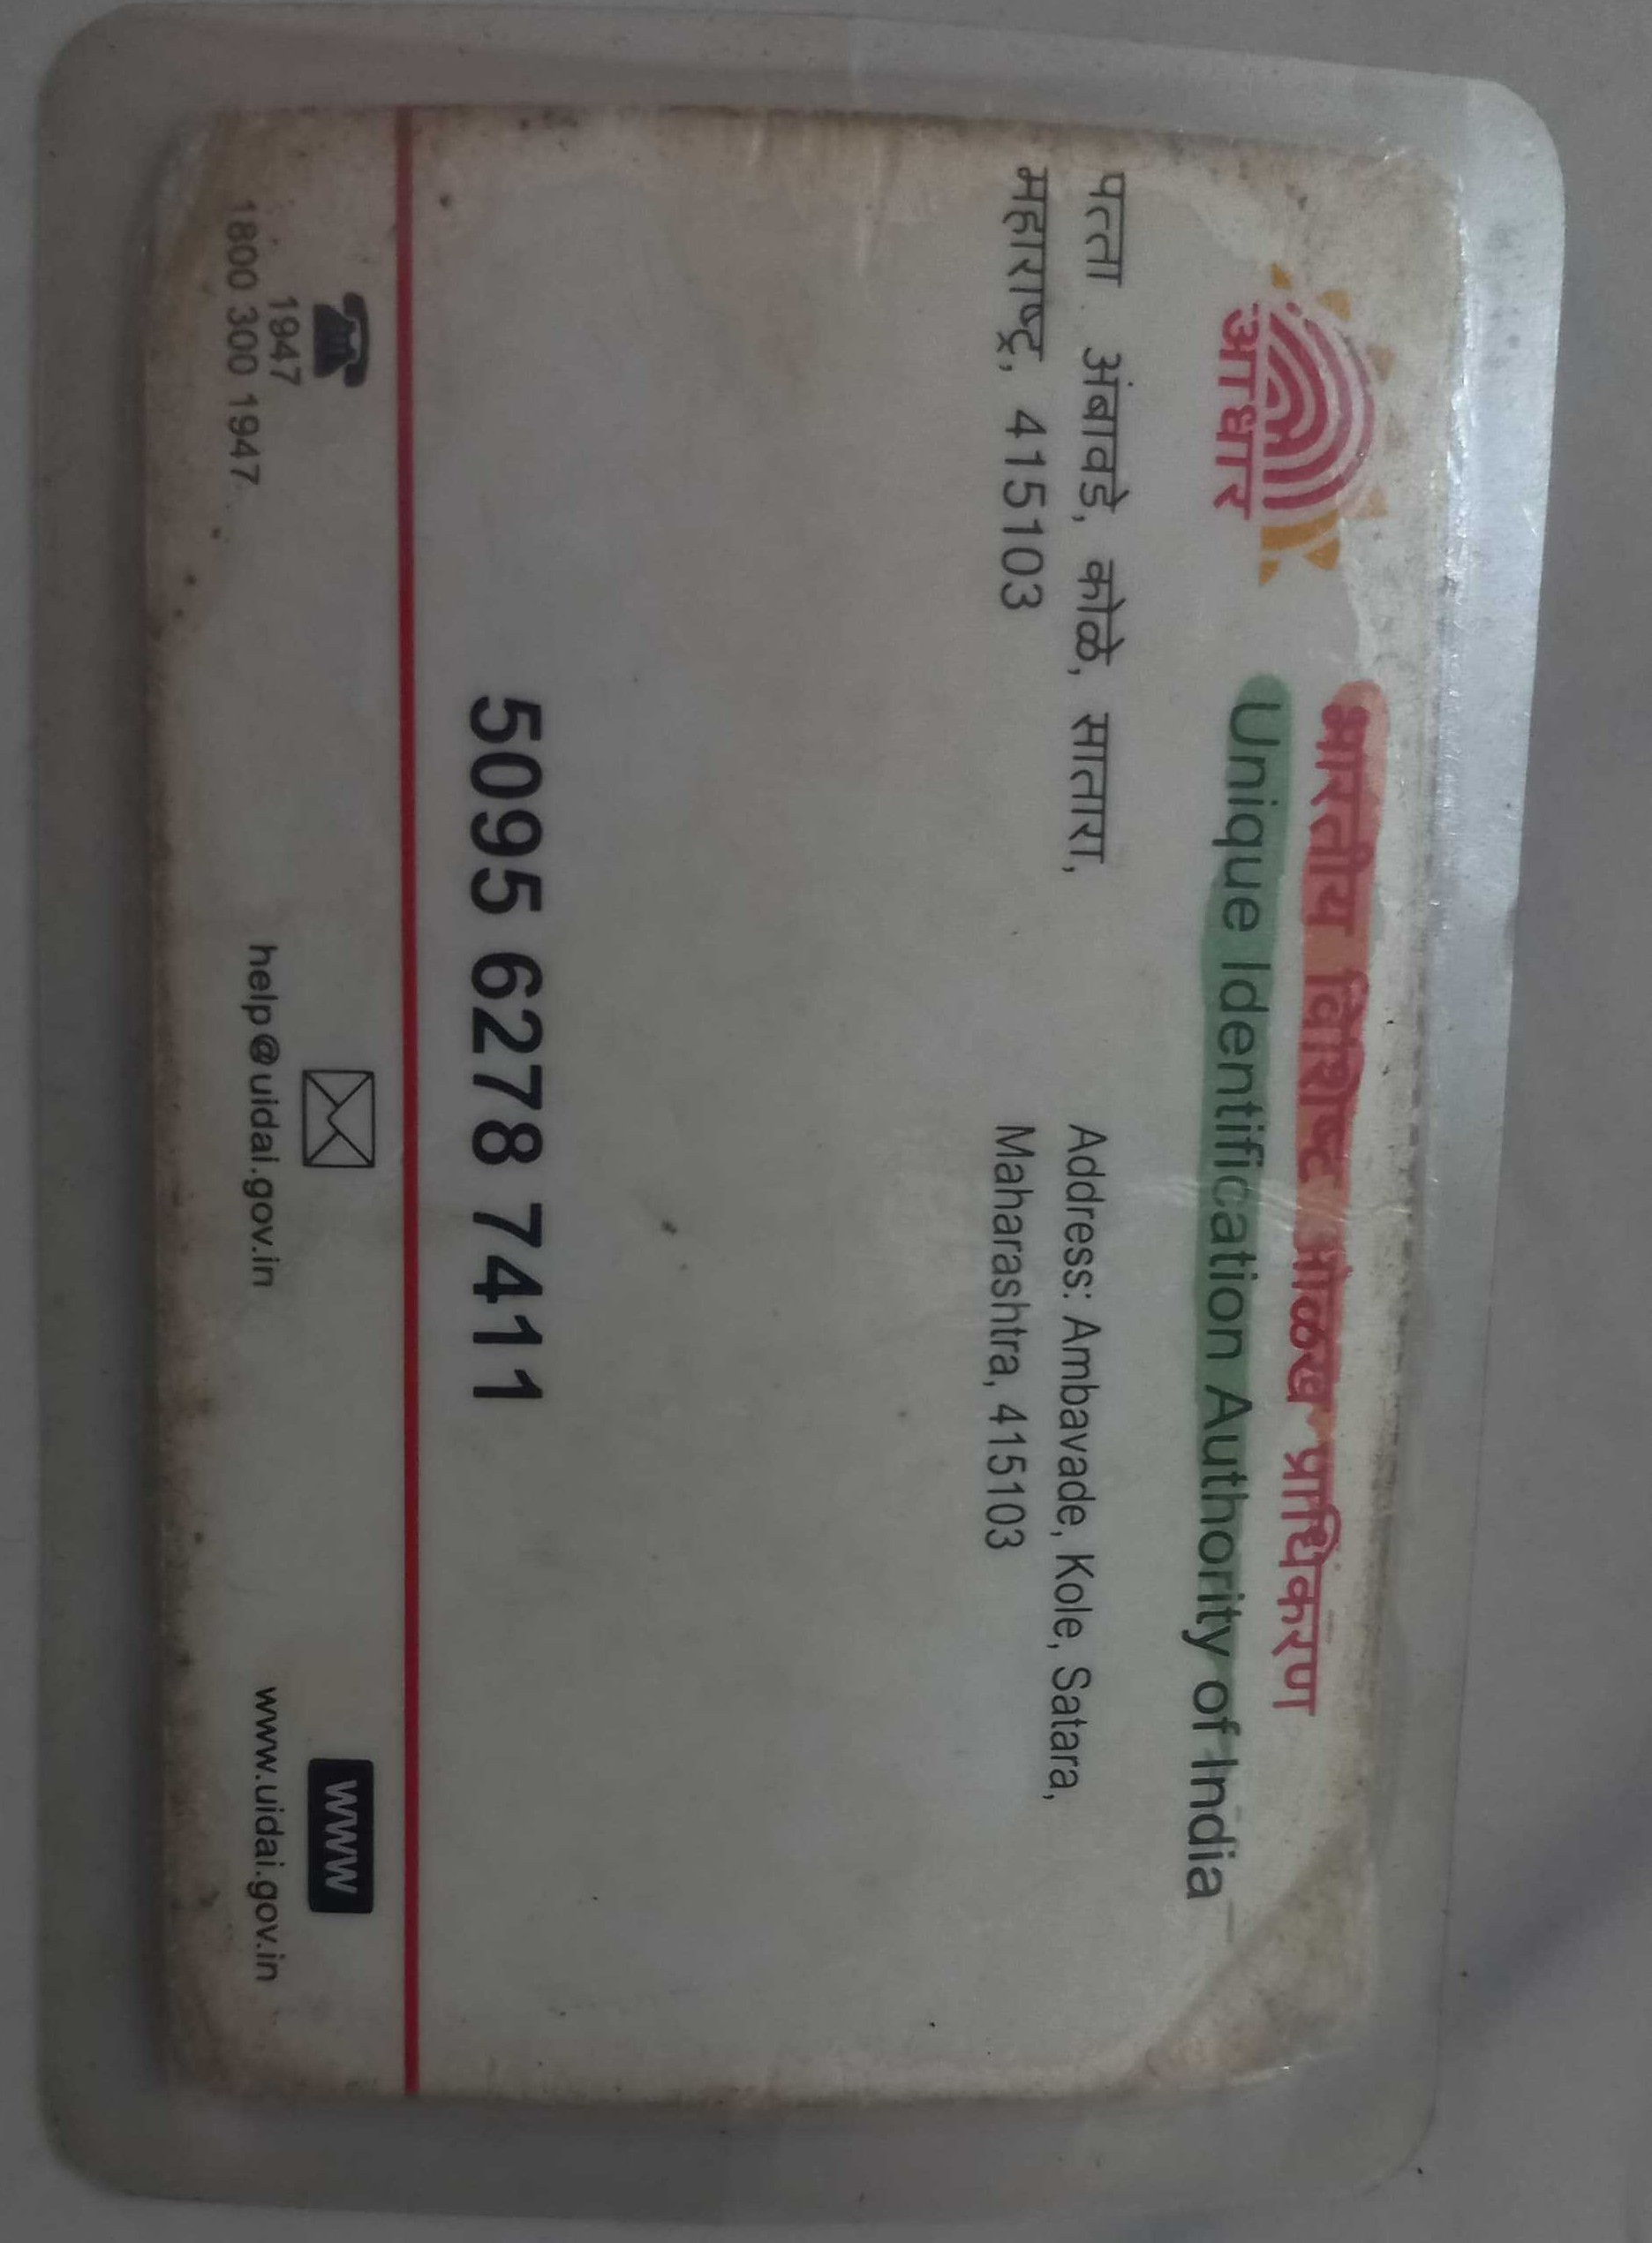 भारतीय विशिष्ट ओळख प्राधिकरण
Unique Identification Authority of India
आधार
पत्ता अंबावडे, कोळे, सातारा,
महाराष्ट्र, 415103
Address: Ambavade, Kole, Satara,
Maharashtra, 415103
5095 6278 7411
1947
1800 300 1947
help@uidai.gov.in
www
www.uidai.gov.in